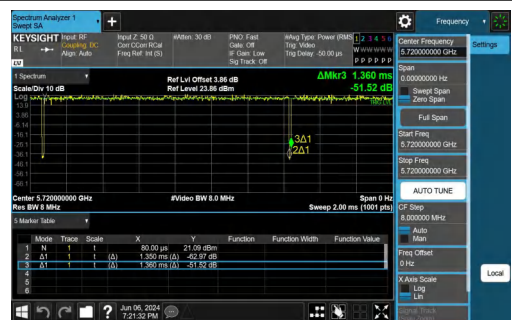 Spectrum Analyzer 1
Swept SA
Frequency
KEYSIGHT
Input: RF
Coupling: DC
Align: Auto
Input Z: 50 Ω
Corr CCorr RCal
Freq Ref: Int (S)
#Atten: 30 dB
PNO: Fast
Gate: Off
IF Gain: Low
Sig Track: Off
#Avg Type: Power (RMS
Trig: Video
Trig Delay: -50.00 µs
1 2 3 4 5 6
W W W W W W
P P P P P P
RL
LV
1 Spectrum
Scale/Div 10 dB
Ref Lvl Offset 3.86 dB
Ref Level 23.86 dBm
ΔMkr3 1.360 ms
-51.52 dB
Log
13.9
3.86
-6.14
-16.1
-26.1
-36.1
-46.1
-56.1
-66.1
3Δ1
2Δ1
Center 5.720000000 GHz
Res BW 8 MHz
#Video BW 8.0 MHz
Span 0 Hz
Sweep 2.00 ms (1001 pts)
5 Marker Table
Mode Trace Scale X Y Function Function Width Function Value
1 N 1 t 80.00 µs 21.09 dBm
2 Δ1 1 t (Δ) 1.350 ms (Δ) -62.97 dB
3 Δ1 1 t (Δ) 1.360 ms (Δ) -51.52 dB
4
5
6
Jun 06, 2024
7:21:32 PM
Center Frequency
5.720000000 GHz
Span
0.00000000 Hz
Swept Span
Zero Span
Full Span
Start Freq
5.720000000 GHz
Stop Freq
5.720000000 GHz
AUTO TUNE
CF Step
8.000000 MHz
Auto
Man
Freq Offset
0 Hz
X Axis Scale
Log
Lin
Signal Track
Settings
Local